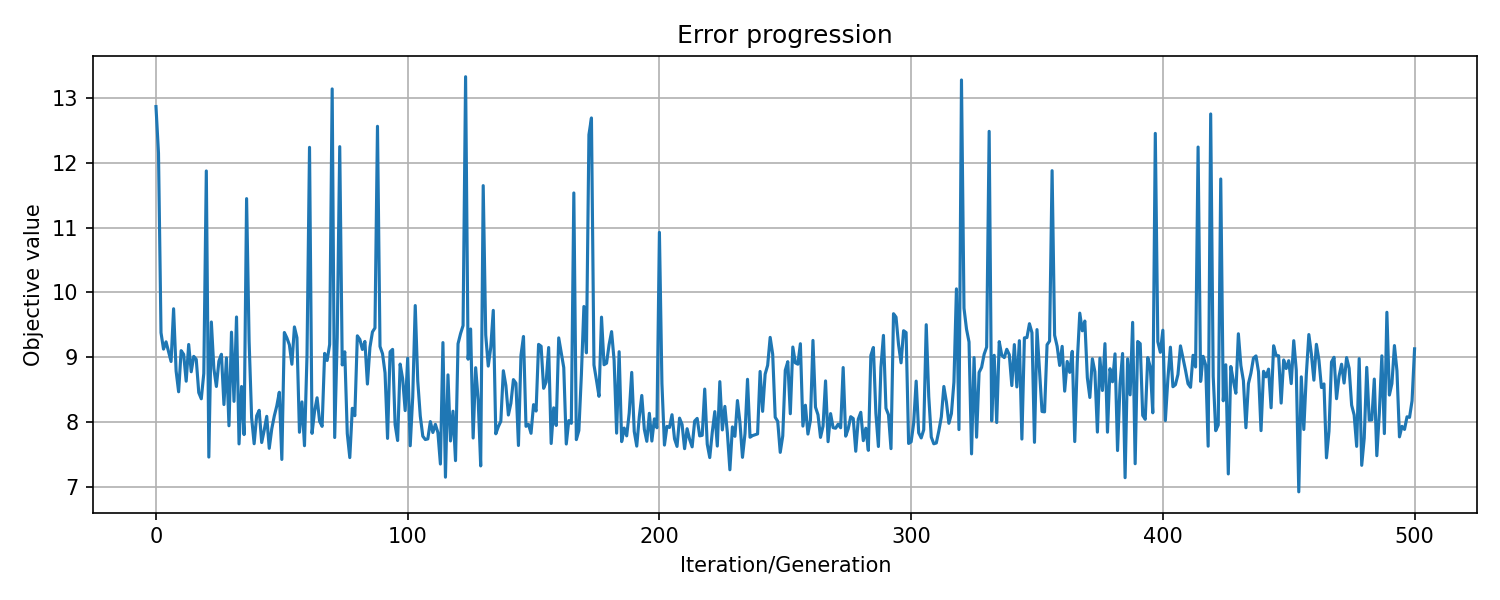 Error progression
Objective value
13
12
11
10
9
8
7
0 100 200 300 400 500
Iteration/Generation